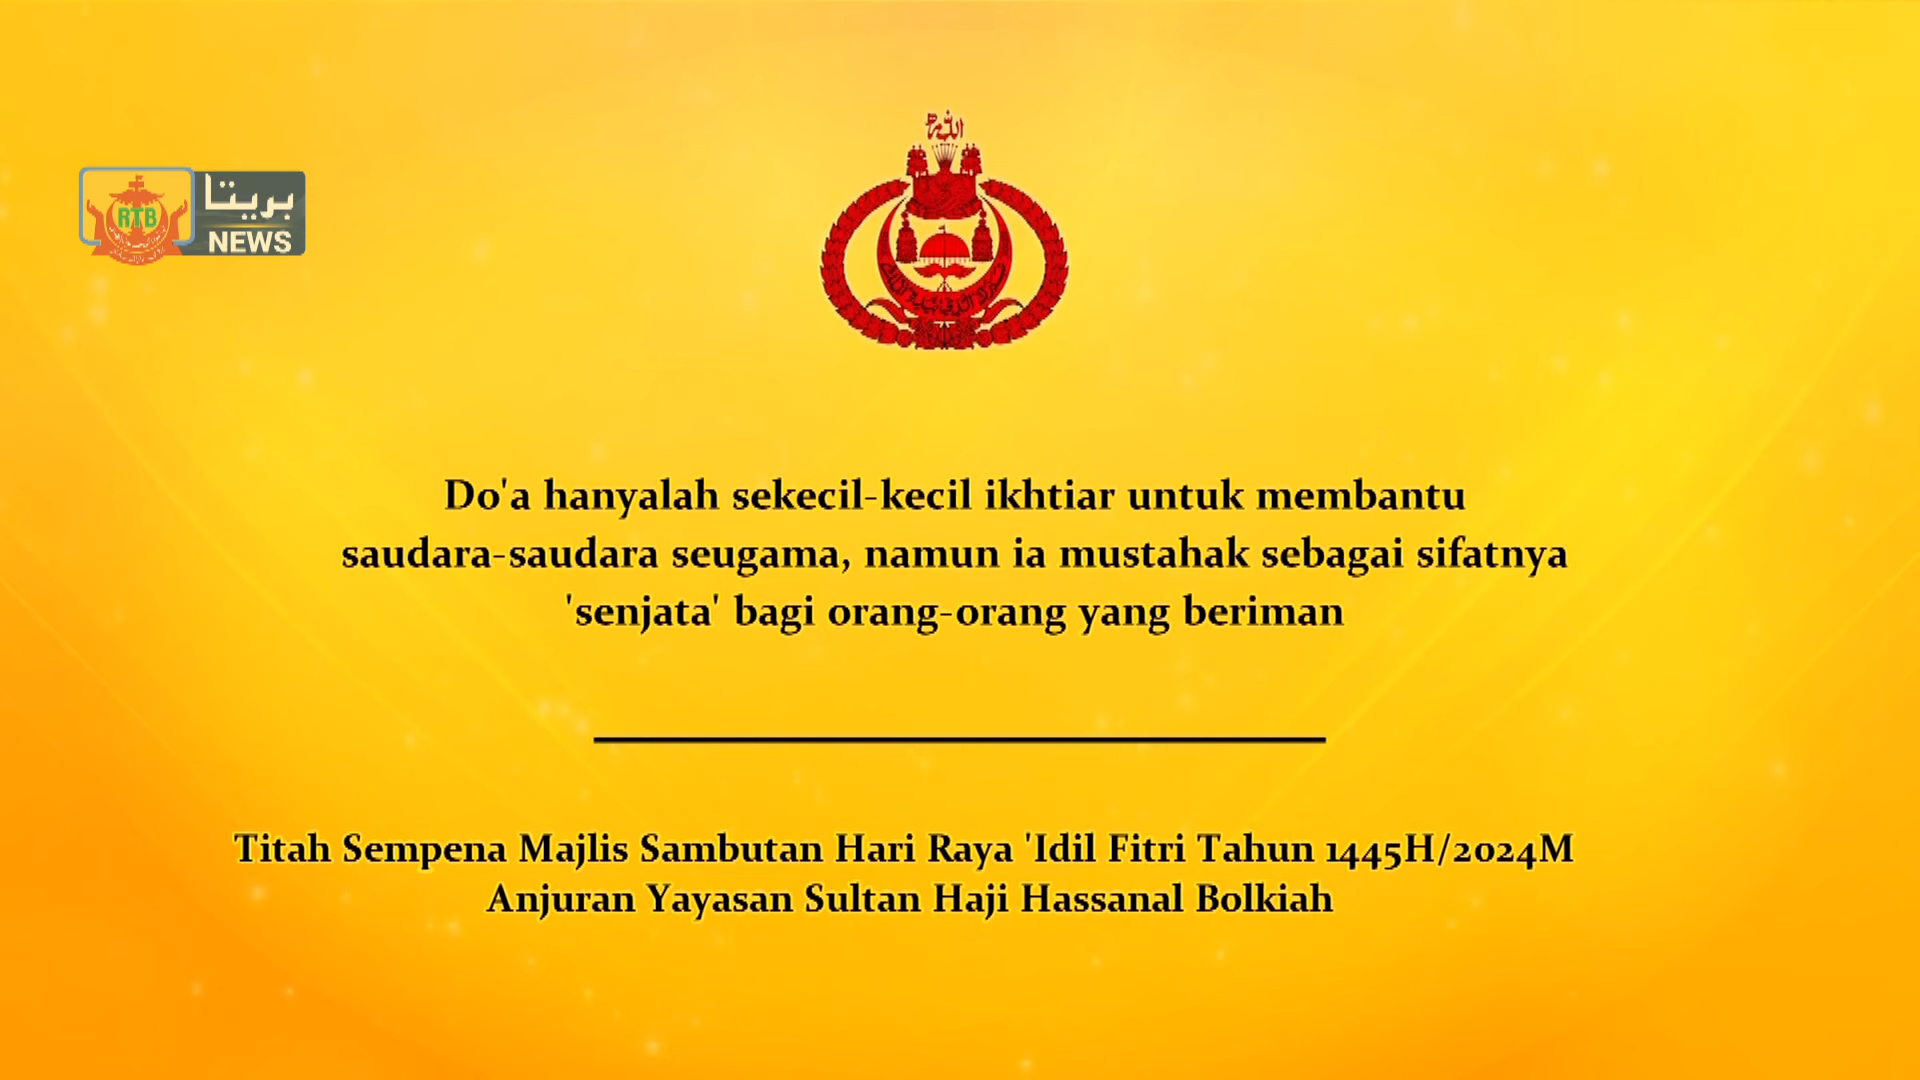 بريتا
RTB
NEWS
Do'a hanyalah sekecil-kecil ikhtiar untuk membantu
saudara-saudara seugama, namun ia mustahak sebagai sifatnya
'senjata' bagi orang-orang yang beriman
Titah Sempena Majlis Sambutan Hari Raya 'Idil Fitri Tahun 1445H/2024M
Anjuran Yayasan Sultan Haji Hassanal Bolkiah